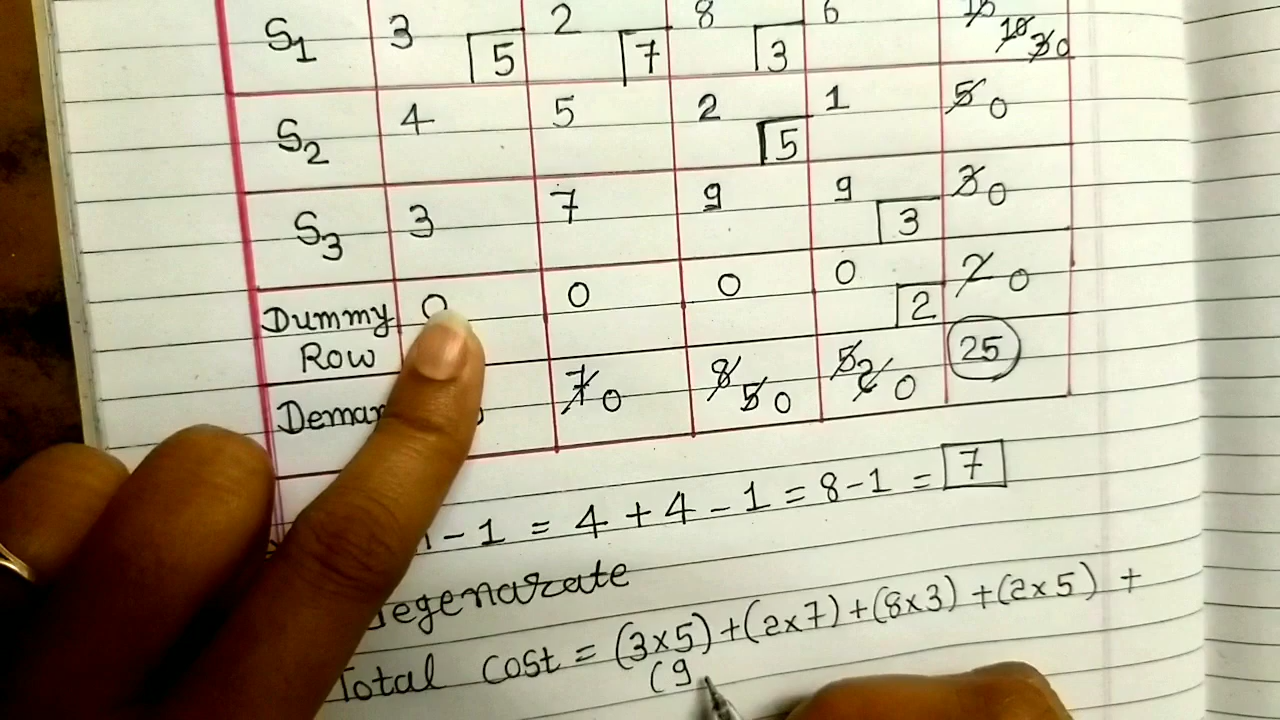 S1 3 5 2 7 8 3 6 15 10 3 0
S2 4 5 2 5 1 5 0
S3 3 7 9 9 3 3 0
Dummy Row 0 0 0 0 2 2 0
7 0 8 5 0 5 2 0 25
- 1 = 4 + 4 - 1 = 8 - 1 = 7
Total cost = (3×5) + (2×7) + (8×3) + (2×5) +
(9